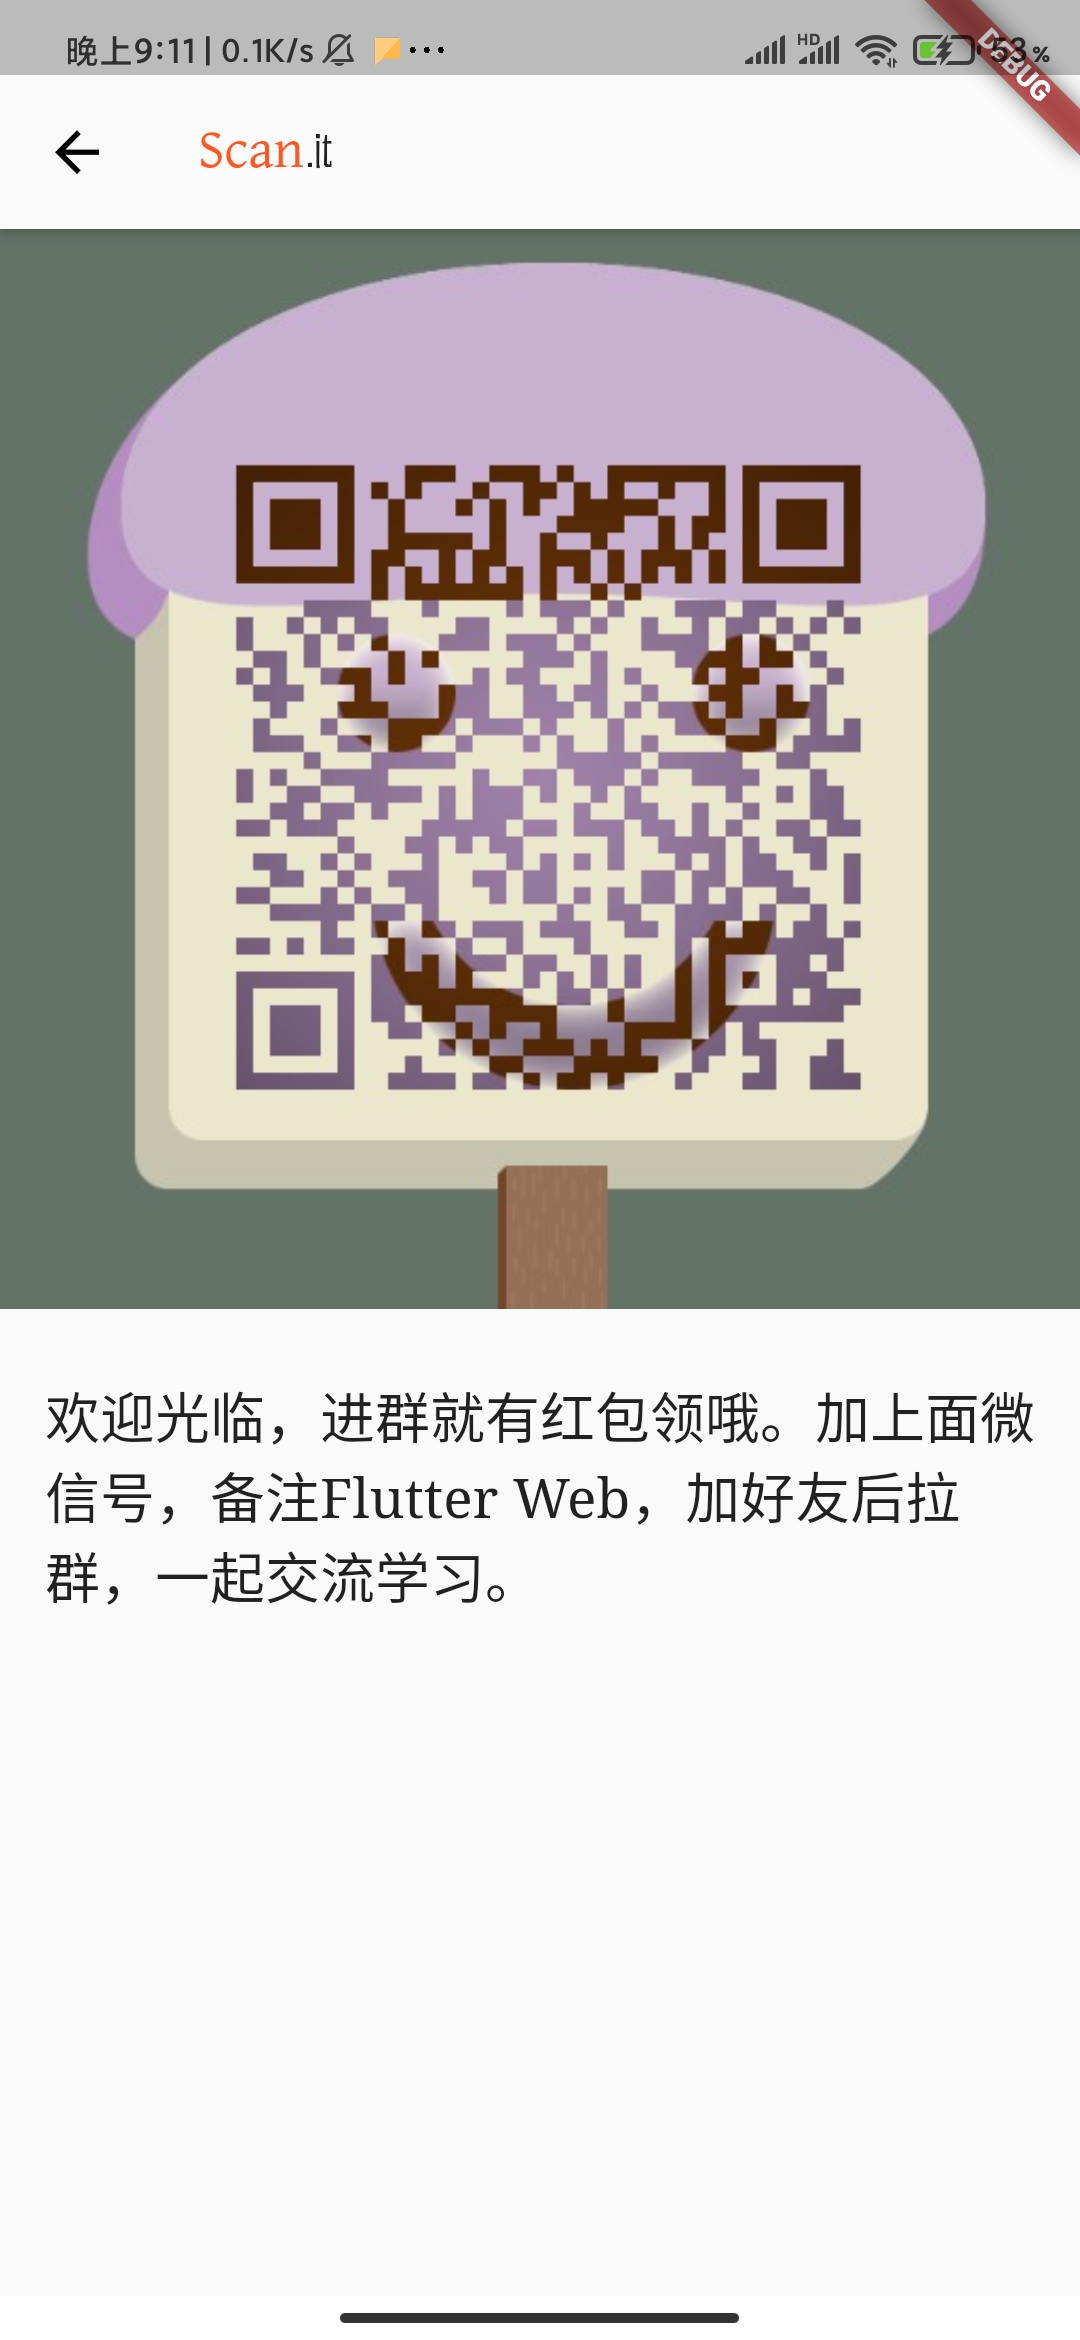 晚上9:11 | 0.1K/s
HD
53%
DEBUG
Scan.it
欢迎光临，进群就有红包领哦。加上面微
信号，备注Flutter Web，加好友后拉
群，一起交流学习。